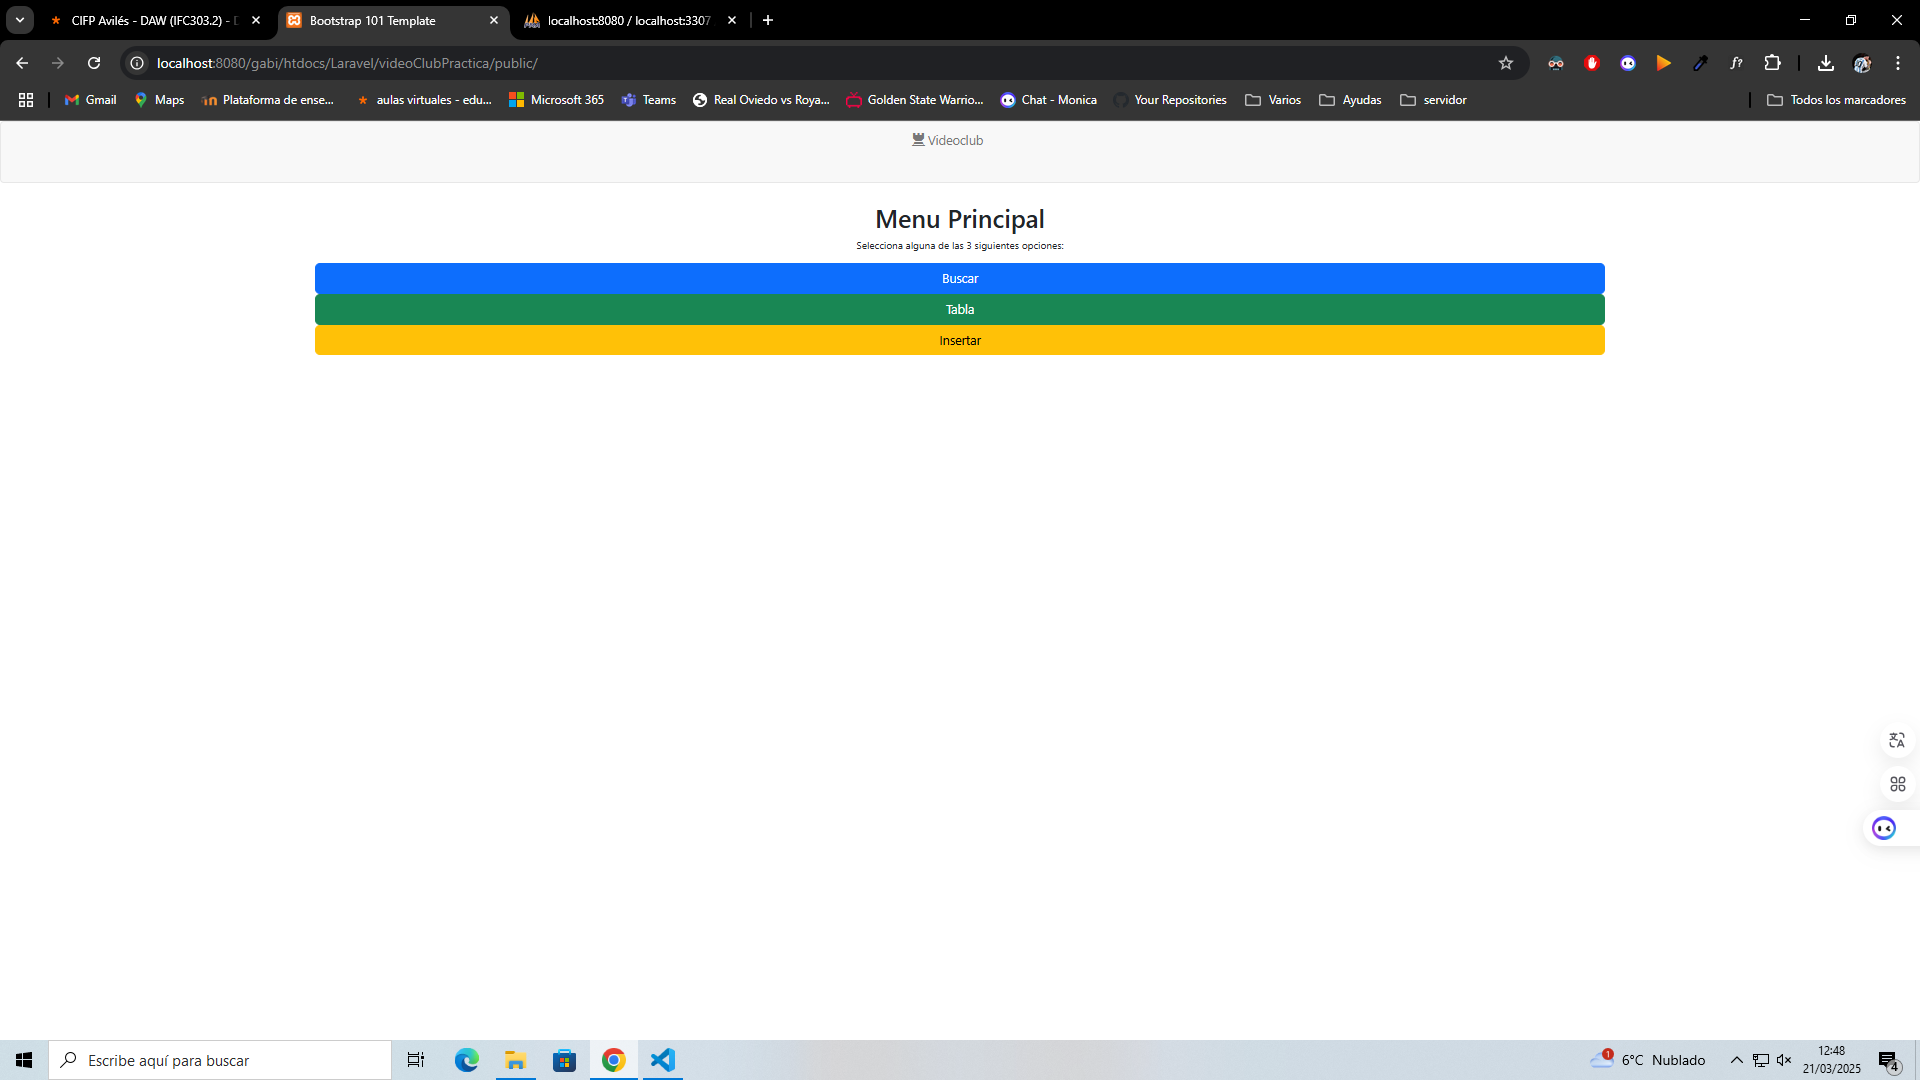 CIFP Avilés - DAW (IFC303.2) - D
Bootstrap 101 Template
localhost:8080 / localhost:3307
localhost:8080/gabi/htdocs/Laravel/videoClubPractica/public/
f?
Gmail
Maps
Plataforma de ense...
aulas virtuales - edu...
Microsoft 365
Teams
Real Oviedo vs Roya...
Golden State Warrio...
Chat - Monica
Your Repositories
Varios
Ayudas
servidor
Todos los marcadores
Videoclub
Menu Principal
Selecciona alguna de las 3 siguientes opciones:
Buscar
Tabla
Insertar
Escribe aquí para buscar
1
6°C Nublado
12:48
21/03/2025
4